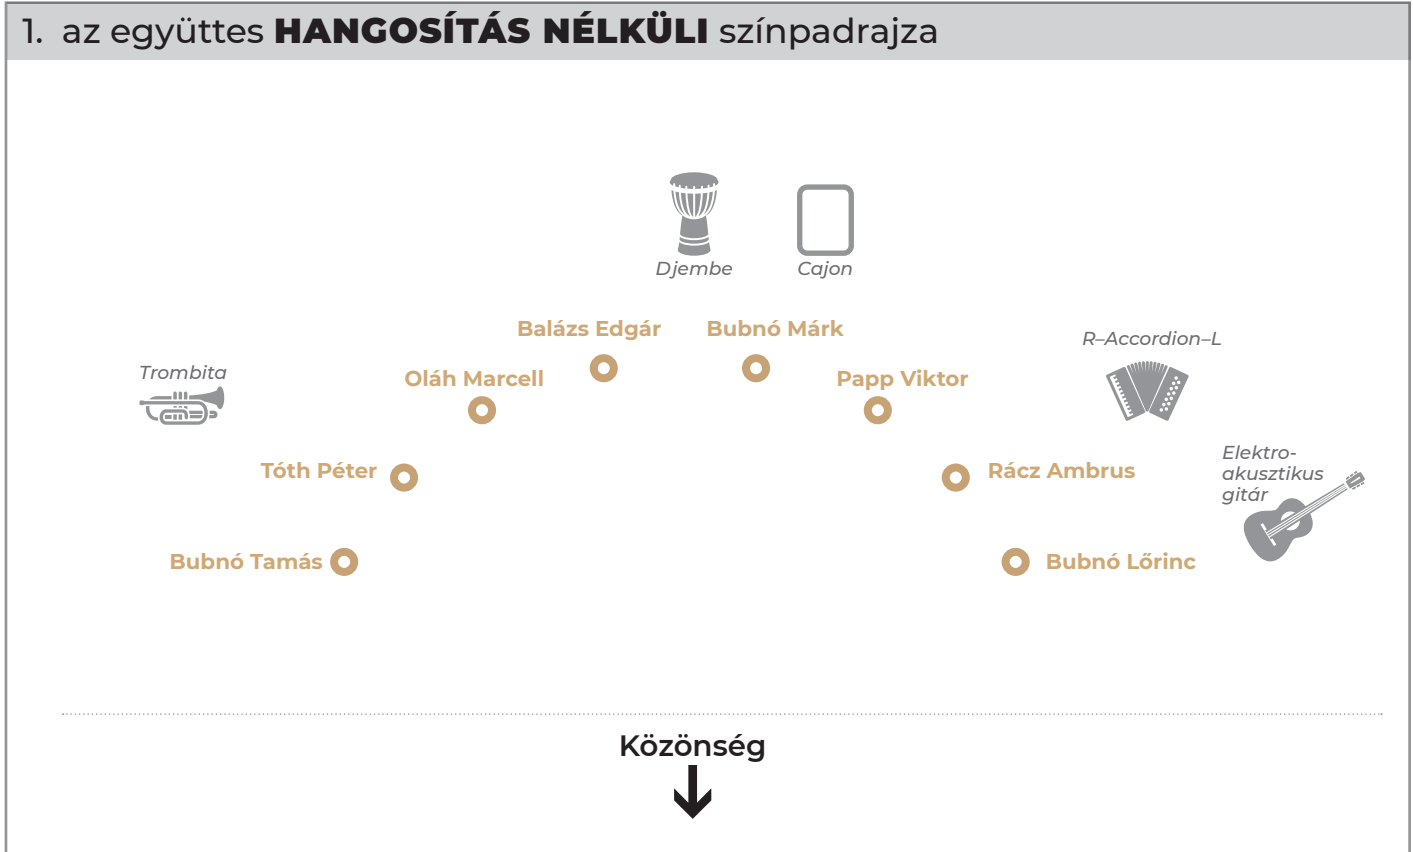 1. az együttes HANGOSÍTÁS NÉLKÜLI színpadrajza
Djembe
Cajon
Balázs Edgár
Bubnó Márk
R–Accordion–L
Trombita
Oláh Marcell
Papp Viktor
Tóth Péter
Rácz Ambrus
Elektro-
akusztikus
gitár
Bubnó Tamás
Bubnó Lőrinc
Közönség